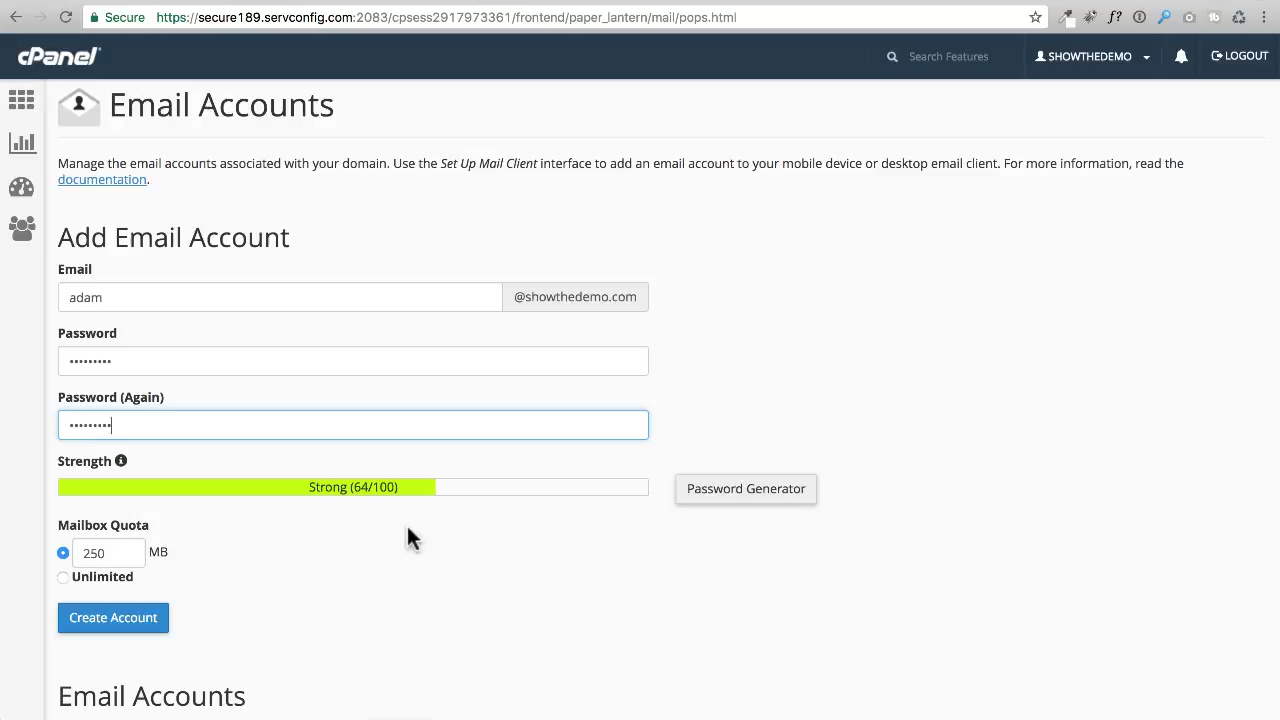 Secure https://secure189.servconfig.com:2083/cpsess2917973361/frontend/paper_lantern/mail/pops.html
cPanel
Search Features
SHOWTHEDEMO
LOGOUT
Email Accounts
Manage the email accounts associated with your domain. Use the Set Up Mail Client interface to add an email account to your mobile device or desktop email client. For more information, read the
documentation.
Add Email Account
Email
adam
@showthedemo.com
Password
•••••••••
Password (Again)
•••••••••
Strength
Strong (64/100)
Password Generator
Mailbox Quota
250 MB
Unlimited
Create Account
Email Accounts